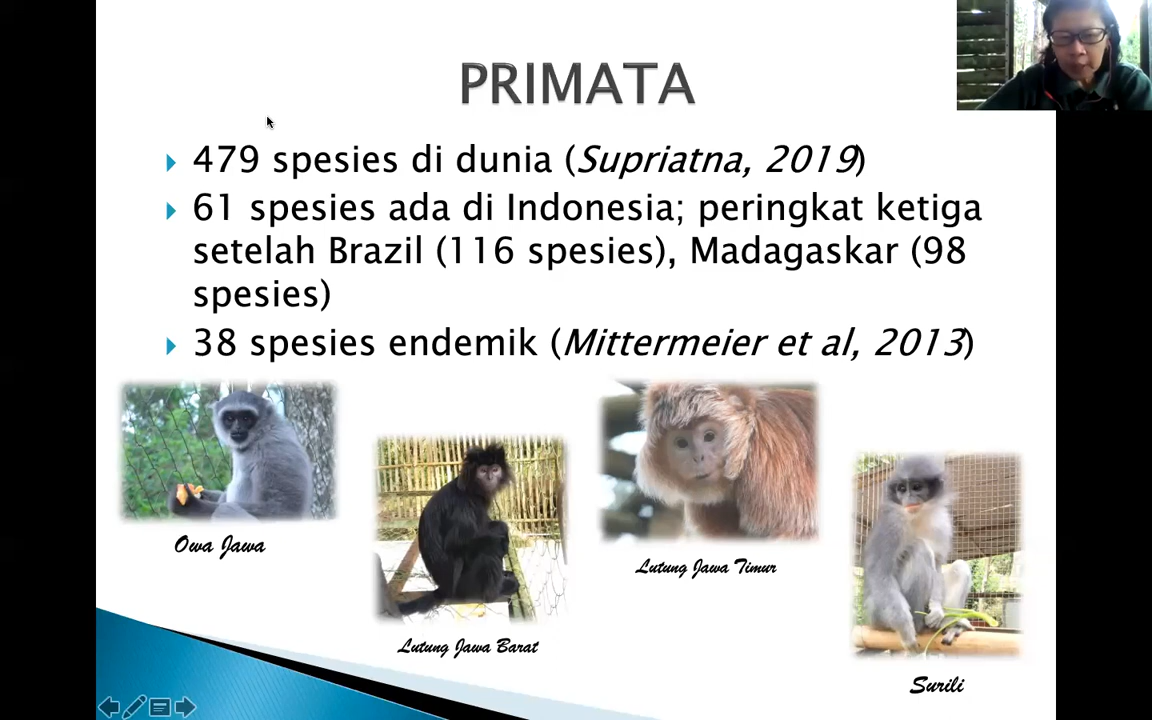 PRIMATA
479 spesies di dunia (Supriatna, 2019)
61 spesies ada di Indonesia; peringkat ketiga
setelah Brazil (116 spesies), Madagaskar (98
spesies)
38 spesies endemik (Mittermeier et al, 2013)
Owa Jawa
Lutung Jawa Barat
Lutung Jawa Timur
Surili